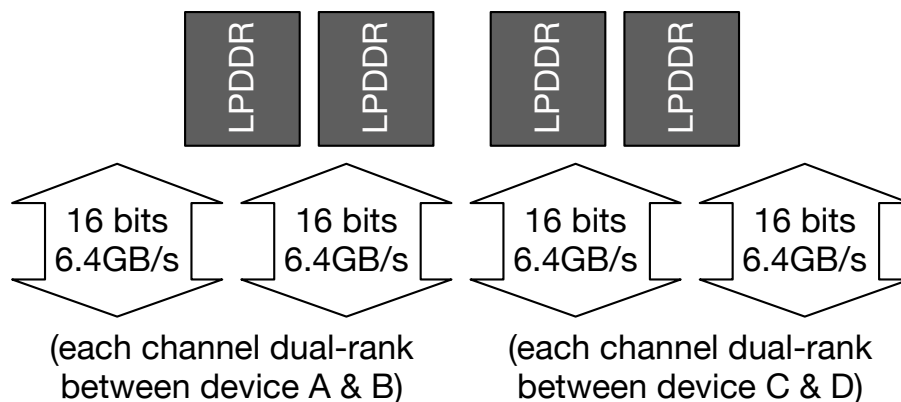 LPDDR
LPDDR
LPDDR
LPDDR
16 bits
6.4GB/s
16 bits
6.4GB/s
16 bits
6.4GB/s
16 bits
6.4GB/s
(each channel dual-rank
between device A & B)
(each channel dual-rank
between device C & D)